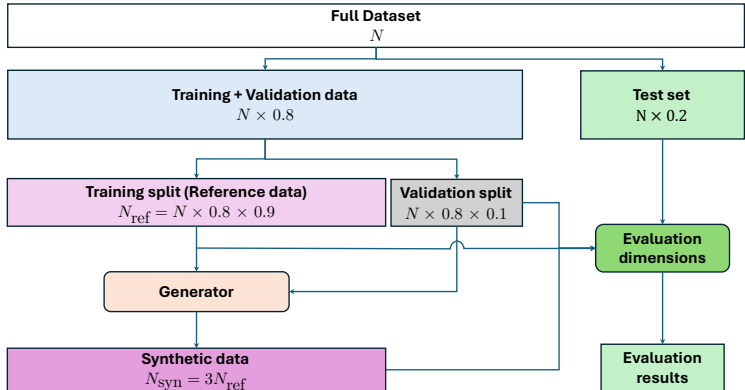 Full Dataset
N
Training + Validation data
N × 0.8
Test set
N × 0.2
Training split (Reference data)
N_ref = N × 0.8 × 0.9
Validation split
N × 0.8 × 0.1
Evaluation
dimensions
Generator
Synthetic data
N_syn = 3N_ref
Evaluation
results